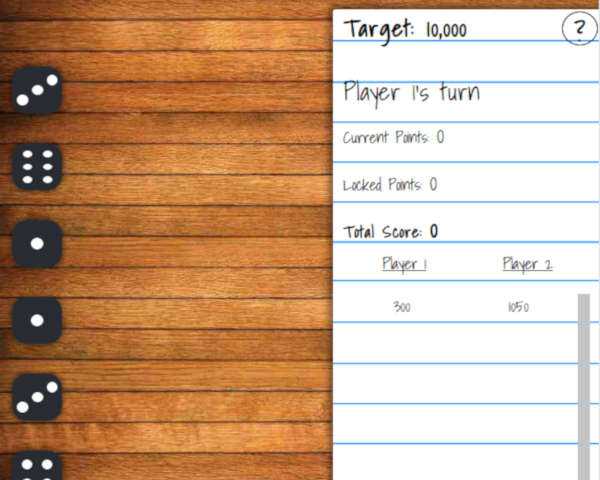 Target: 10,000
?
Player 1's turn
Current Points: 0
Locked Points: 0
Total Score: 0
Player 1 Player 2
300 1050